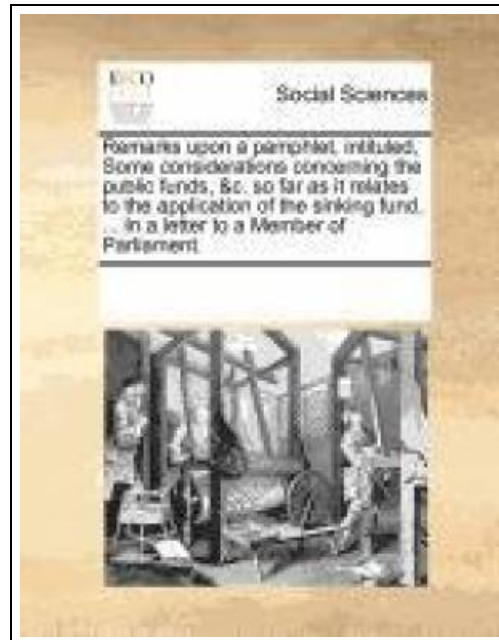 ECCO
Social Sciences
Remarks upon a pamphlet, intituled,
Some considerations concerning the
public funds, &c. so far as it relates
to the application of the sinking fund.
... In a letter to a Member of
Parliament.